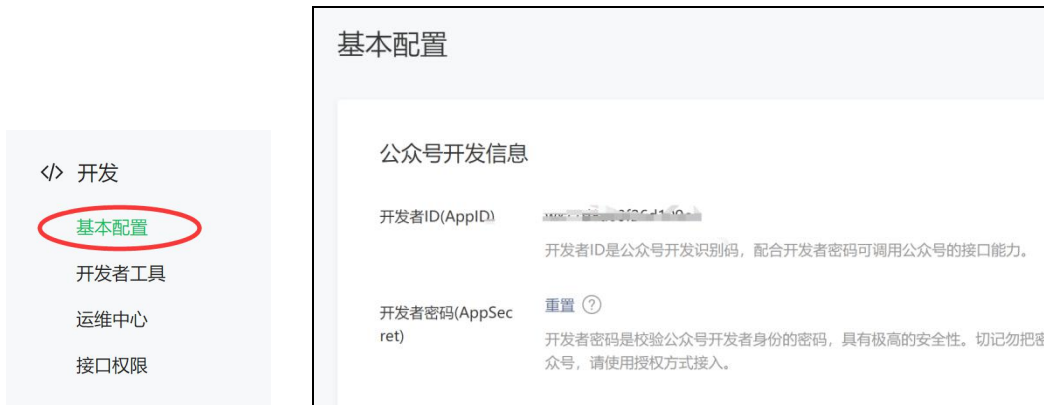 </> 开发
基本配置
开发者工具
运维中心
接口权限
基本配置
公众号开发信息
开发者ID(AppID)
开发者ID是公众号开发识别码，配合开发者密码可调用公众号的接口能力。
开发者密码(AppSec
ret)
重置 ?
开发者密码是校验公众号开发者身份的密码，具有极高的安全性。切记勿把密
众号，请使用授权方式接入。